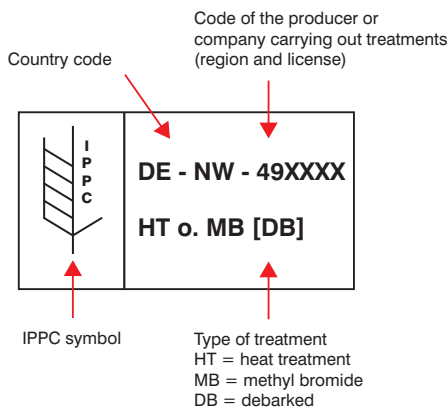 Code of the producer or
company carrying out treatments
(region and license)
Country code
I
P
P
C
DE - NW - 49XXXX
HT o. MB [DB]
IPPC symbol
Type of treatment
HT = heat treatment
MB = methyl bromide
DB = debarked